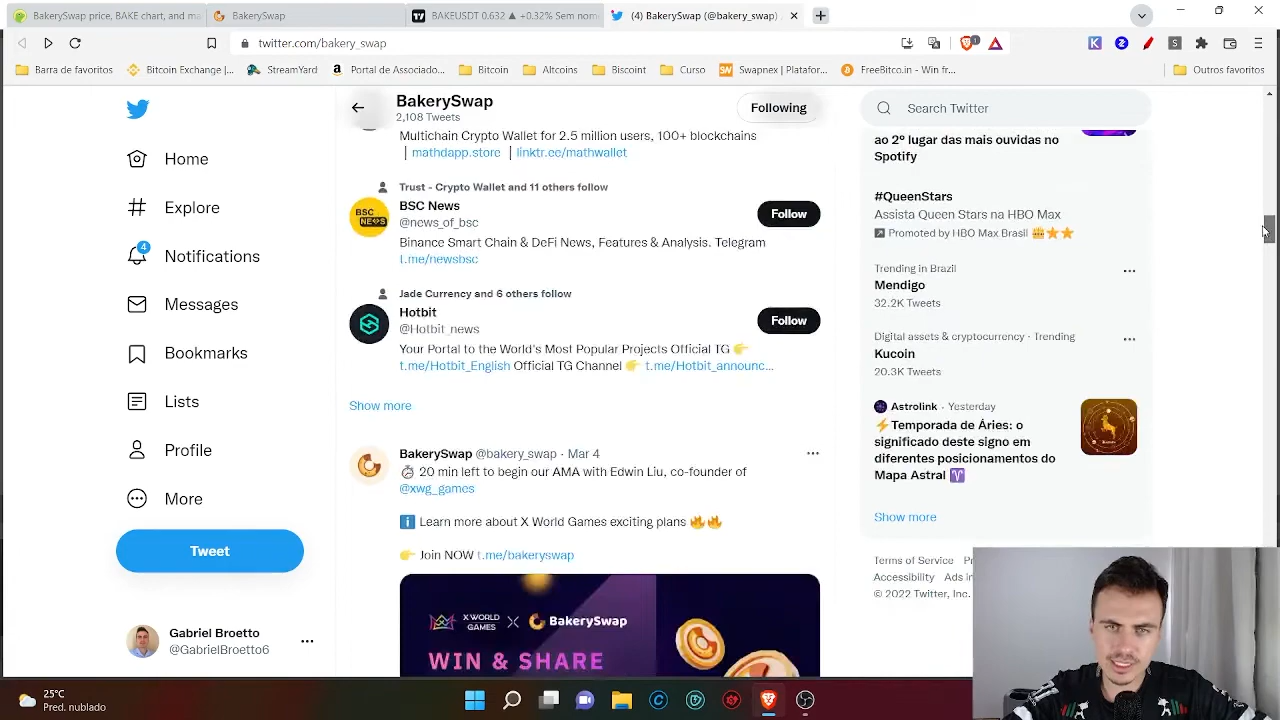 BakerySwap price, BAKE chart, and ma
BakerySwap
BAKEUSDT 0.632 ▲ +0.32% Sem nom
(4) BakerySwap (@bakery_swap)
twitter.com/bakery_swap
Barra de favoritos
Bitcoin Exchange |...
StreamYard
Portal de Associado...
Bitcoin
Altcoins
Biscoint
Curso
Swapnex | Platafor...
FreeBitco.in - Win fr...
Outros favoritos
Home
Explore
4
Notifications
Messages
Bookmarks
Lists
Profile
More
Tweet
Gabriel Broetto
@GabrielBroetto6
BakerySwap
2,108 Tweets
Following
Multichain Crypto Wallet for 2.5 million users, 100+ blockchains
| mathdapp.store | linktr.ee/mathwallet
Trust - Crypto Wallet and 11 others follow
BSC NEWS
BSC News
@news_of_bsc
Follow
Binance Smart Chain & DeFi News, Features & Analysis. Telegram
t.me/newsbsc
Jade Currency and 6 others follow
Hotbit
@Hotbit_news
Follow
Your Portal to the World's Most Popular Projects Official TG 👉
t.me/Hotbit_English Official TG Channel 👉 t.me/Hotbit_announc...
Show more
BakerySwap @bakery_swap · Mar 4
⏱ 20 min left to begin our AMA with Edwin Liu, co-founder of
@xwg_games
ℹ️ Learn more about X World Games exciting plans 🔥🔥
👉 Join NOW t.me/bakeryswap
X WORLD GAMES × BakerySwap
WIN & SHARE
Search Twitter
ao 2º lugar das mais ouvidas no
Spotify
#QueenStars
Assista Queen Stars na HBO Max
Promoted by HBO Max Brasil 👑⭐⭐
Trending in Brazil
Mendigo
32.2K Tweets
Digital assets & cryptocurrency · Trending
Kucoin
20.3K Tweets
Astrolink · Yesterday
⚡Temporada de Áries: o
significado deste signo em
diferentes posicionamentos do
Mapa Astral ♈
Show more
Terms of Service
Accessibility Ads in
© 2022 Twitter, Inc.
25°C
Pred. nublado